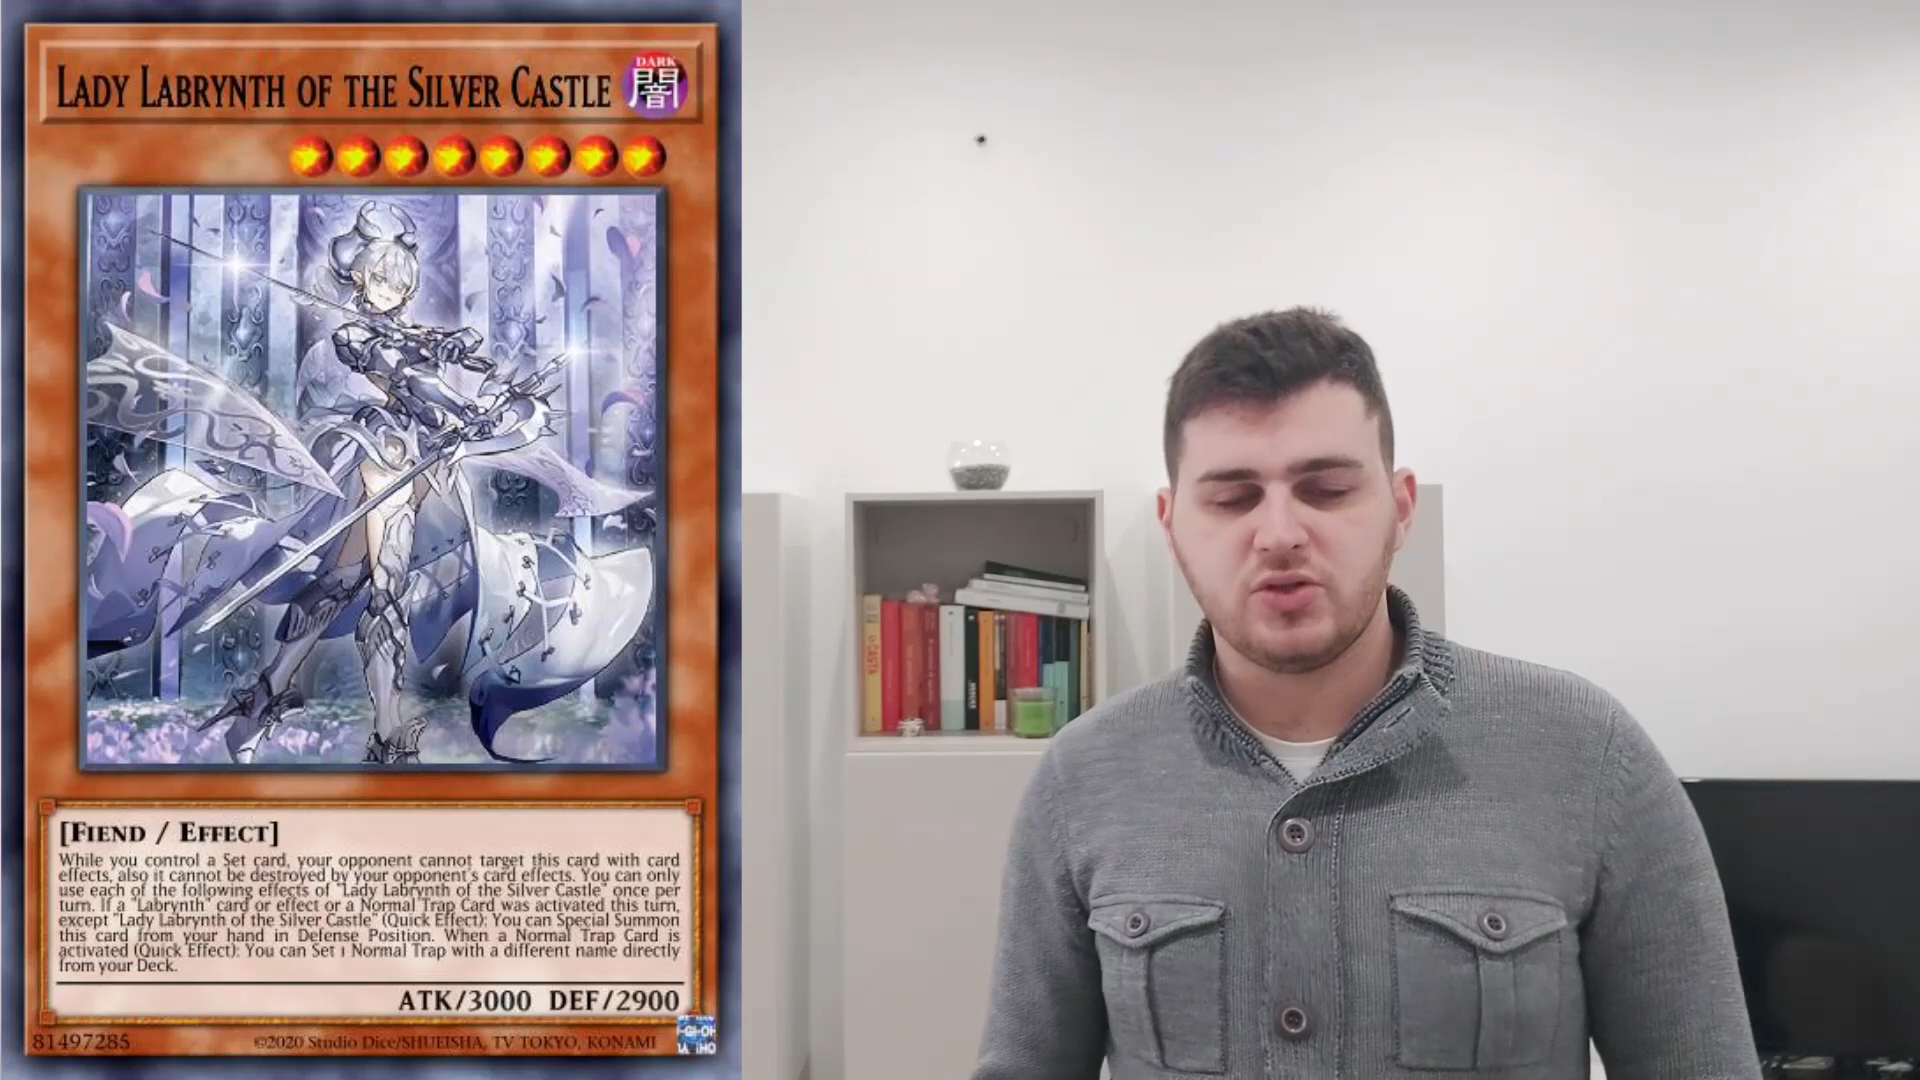 LADY LABRYNTH OF THE SILVER CASTLE
DARK
闇
[FIEND / EFFECT]
While you control a Set card, your opponent cannot target this card with card
effects, also it cannot be destroyed by your opponent's card effects. You can only
use each of the following effects of "Lady Labrynth of the Silver Castle" once per
turn. If a "Labrynth" card or effect or a Normal Trap Card was activated this turn,
except "Lady Labrynth of the Silver Castle" (Quick Effect): You can Special Summon
this card from your hand in Defense Position. When a Normal Trap Card is
activated (Quick Effect): You can Set 1 Normal Trap with a different name directly
from your Deck.
ATK/3000 DEF/2900
81497285
©2020 Studio Dice/SHUEISHA, TV TOKYO, KONAMI